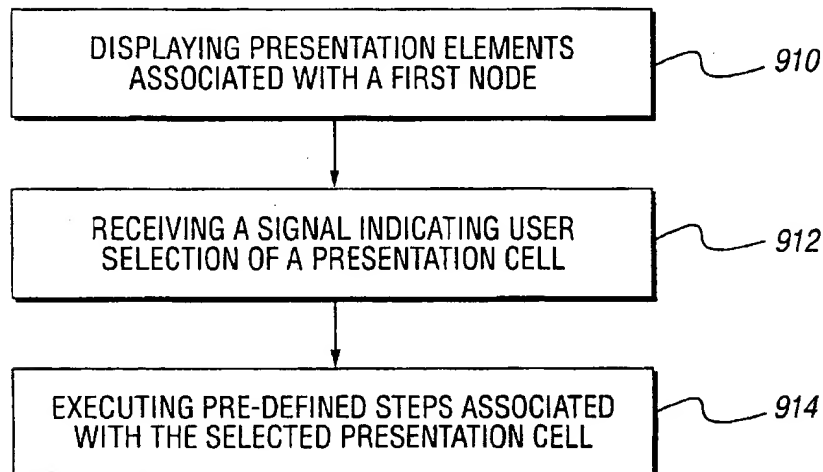 DISPLAYING PRESENTATION ELEMENTS
ASSOCIATED WITH A FIRST NODE
910
RECEIVING A SIGNAL INDICATING USER
SELECTION OF A PRESENTATION CELL
912
EXECUTING PRE-DEFINED STEPS ASSOCIATED
WITH THE SELECTED PRESENTATION CELL
914